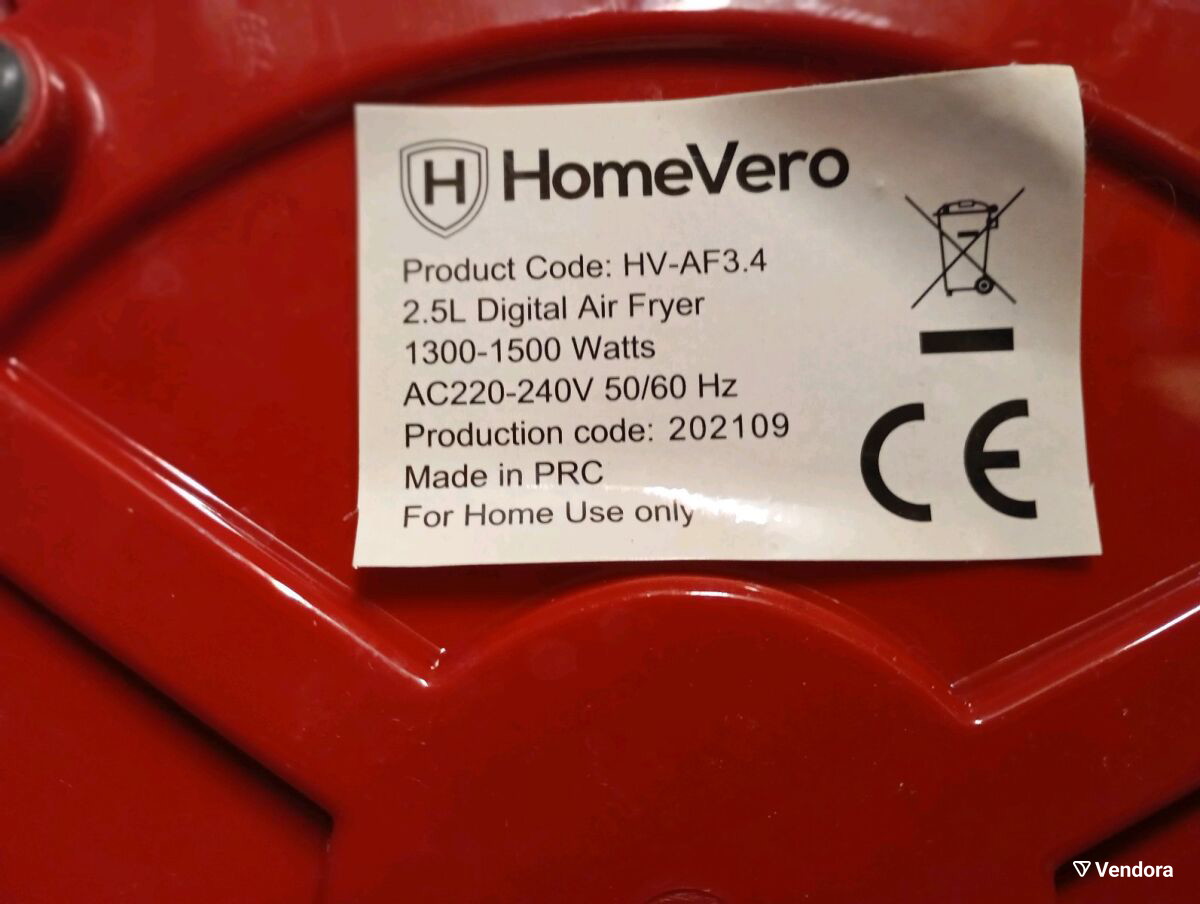 H HomeVero
Product Code: HV-AF3.4
2.5L Digital Air Fryer
1300-1500 Watts
AC220-240V 50/60 Hz
Production code: 202109
Made in PRC
For Home Use only
CE
Vendora